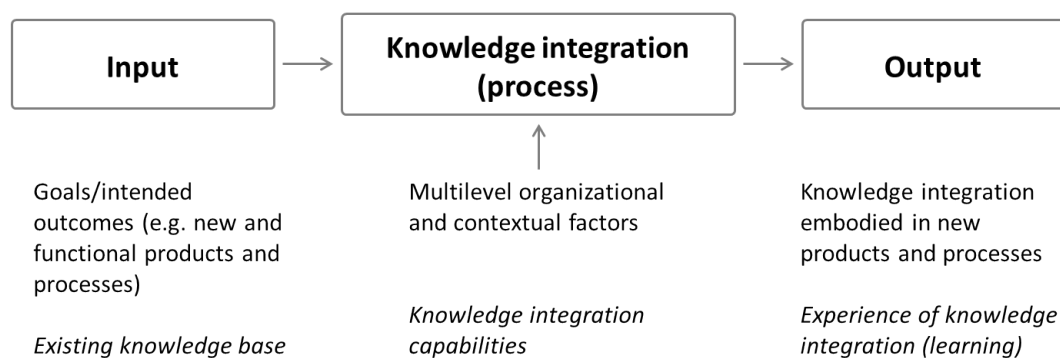 Input
Knowledge integration
(process)
Output
Goals/intended
outcomes (e.g. new and
functional products and
processes)
Existing knowledge base
Multilevel organizational
and contextual factors
Knowledge integration
capabilities
Knowledge integration
embodied in new
products and processes
Experience of knowledge
integration (learning)